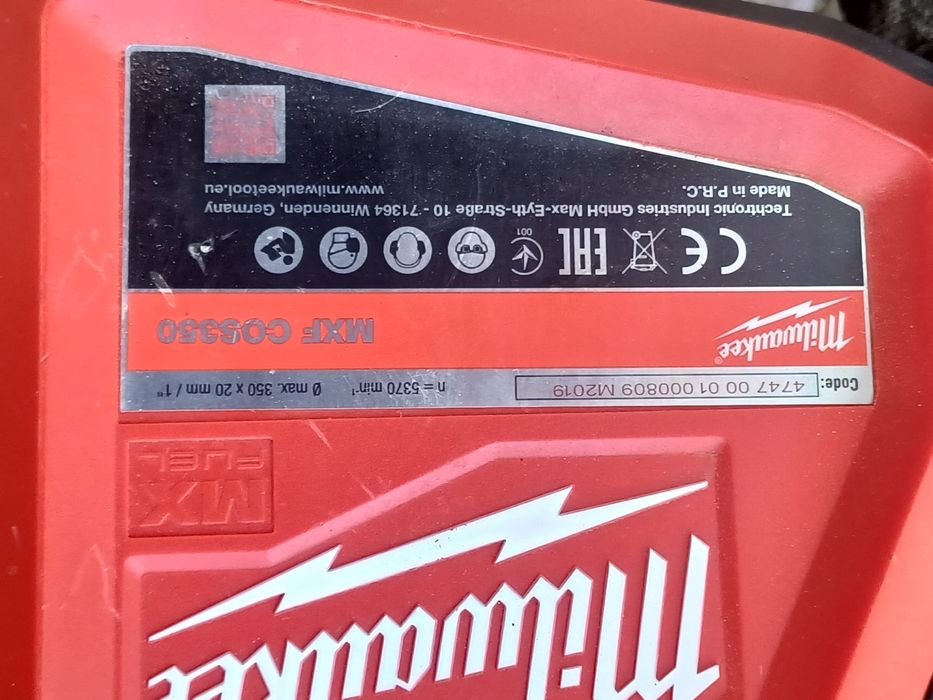 Code: 4747 00 01 000809 M2019 n = 5370 min⁻¹ Ø max. 350 x 20 mm / 1"
Milwaukee® MXF COS350
CE EAC 001
Techtronic Industries GmbH Max-Eyth-Straße 10 - 71364 Winnenden, Germany
Made in P.R.C. www.milwaukeetool.eu
Milwaukee
MX
FUEL